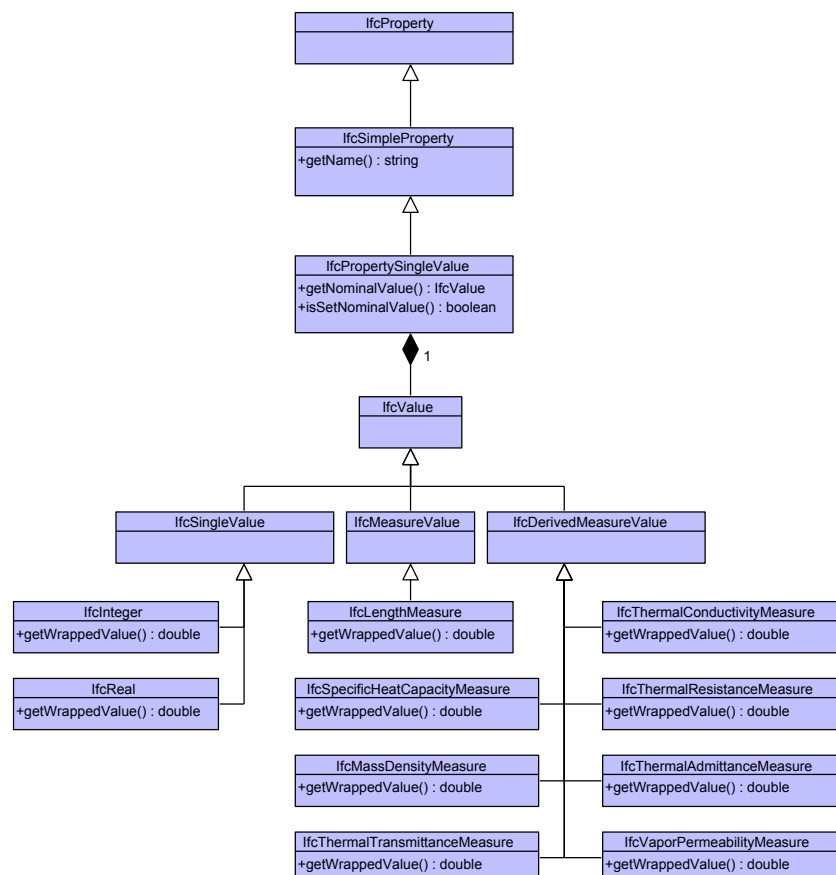 IfcProperty
IfcSimpleProperty
+getName() : string
IfcPropertySingleValue
+getNominalValue() : IfcValue
+isSetNominalValue() : boolean
1
IfcValue
IfcSingleValue
IfcMeasureValue
IfcDerivedMeasureValue
IfcInteger
+getWrappedValue() : double
IfcLengthMeasure
+getWrappedValue() : double
IfcThermalConductivityMeasure
+getWrappedValue() : double
IfcReal
+getWrappedValue() : double
IfcSpecificHeatCapacityMeasure
+getWrappedValue() : double
IfcThermalResistanceMeasure
+getWrappedValue() : double
IfcMassDensityMeasure
+getWrappedValue() : double
IfcThermalAdmittanceMeasure
+getWrappedValue() : double
IfcThermalTransmittanceMeasure
+getWrappedValue() : double
IfcVaporPermeabilityMeasure
+getWrappedValue() : double